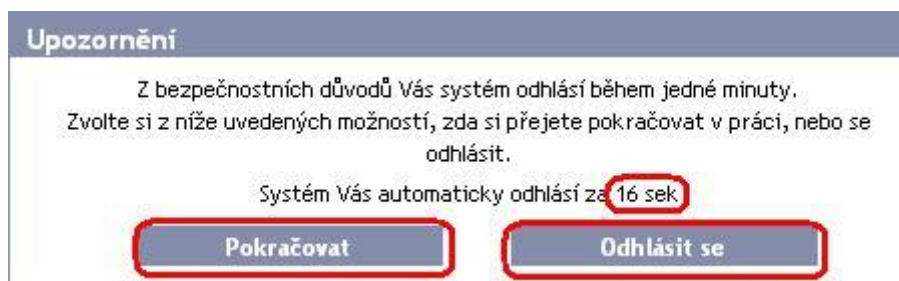 Upozornění
Z bezpečnostních důvodů Vás systém odhlásí během jedné minuty.
Zvolte si z níže uvedených možností, zda si přejete pokračovat v práci, nebo se
odhlásit.
Systém Vás automaticky odhlásí za 16 sek
Pokračovat Odhlásit se